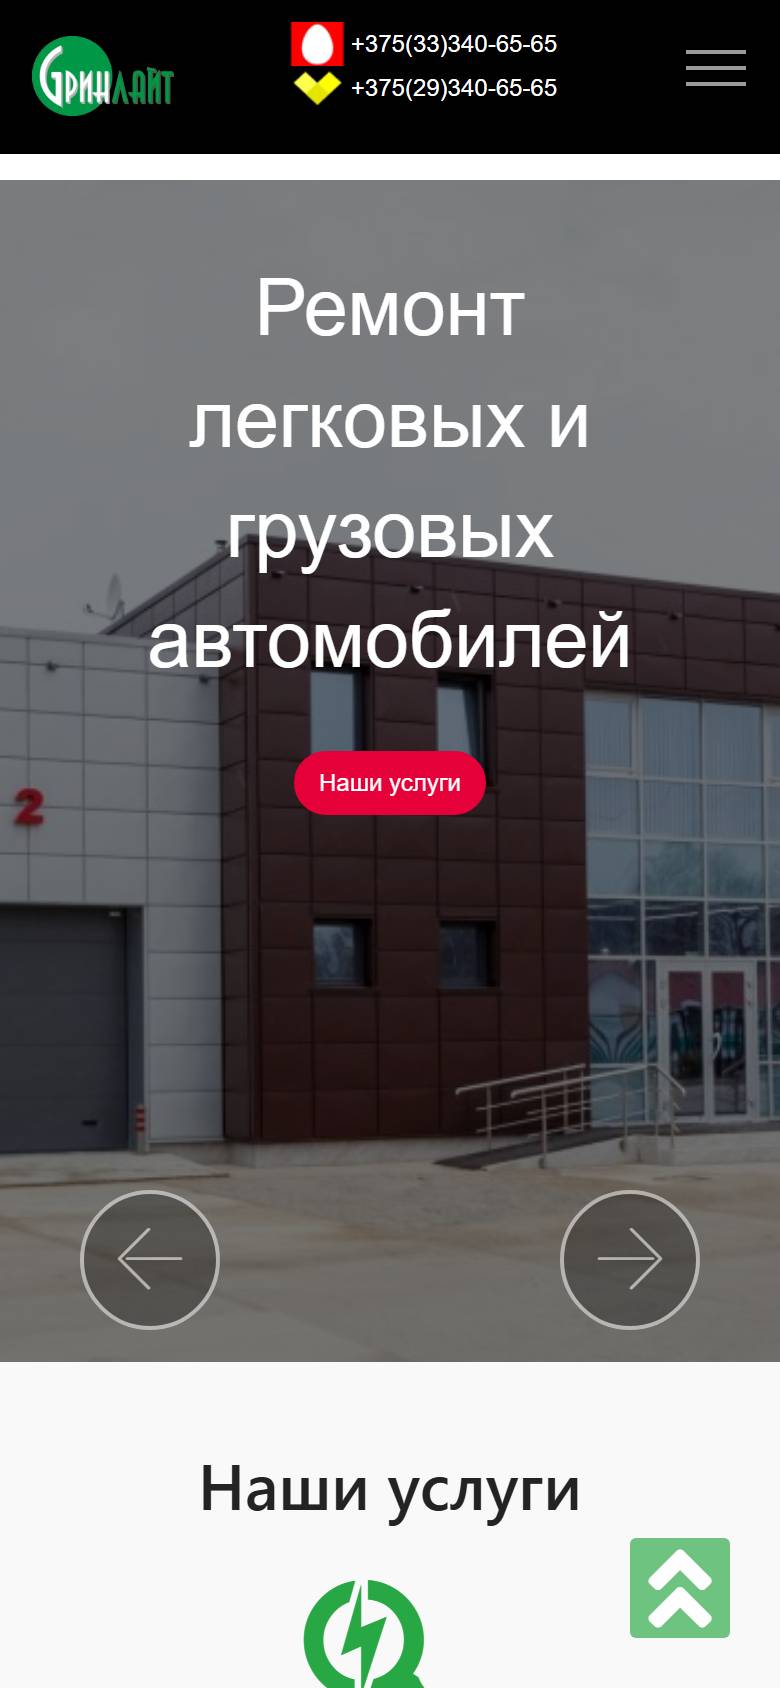 Гринлайт
+375(33)340-65-65
+375(29)340-65-65
Ремонт
легковых и
грузовых
автомобилей
2
Наши услуги
Наши услуги